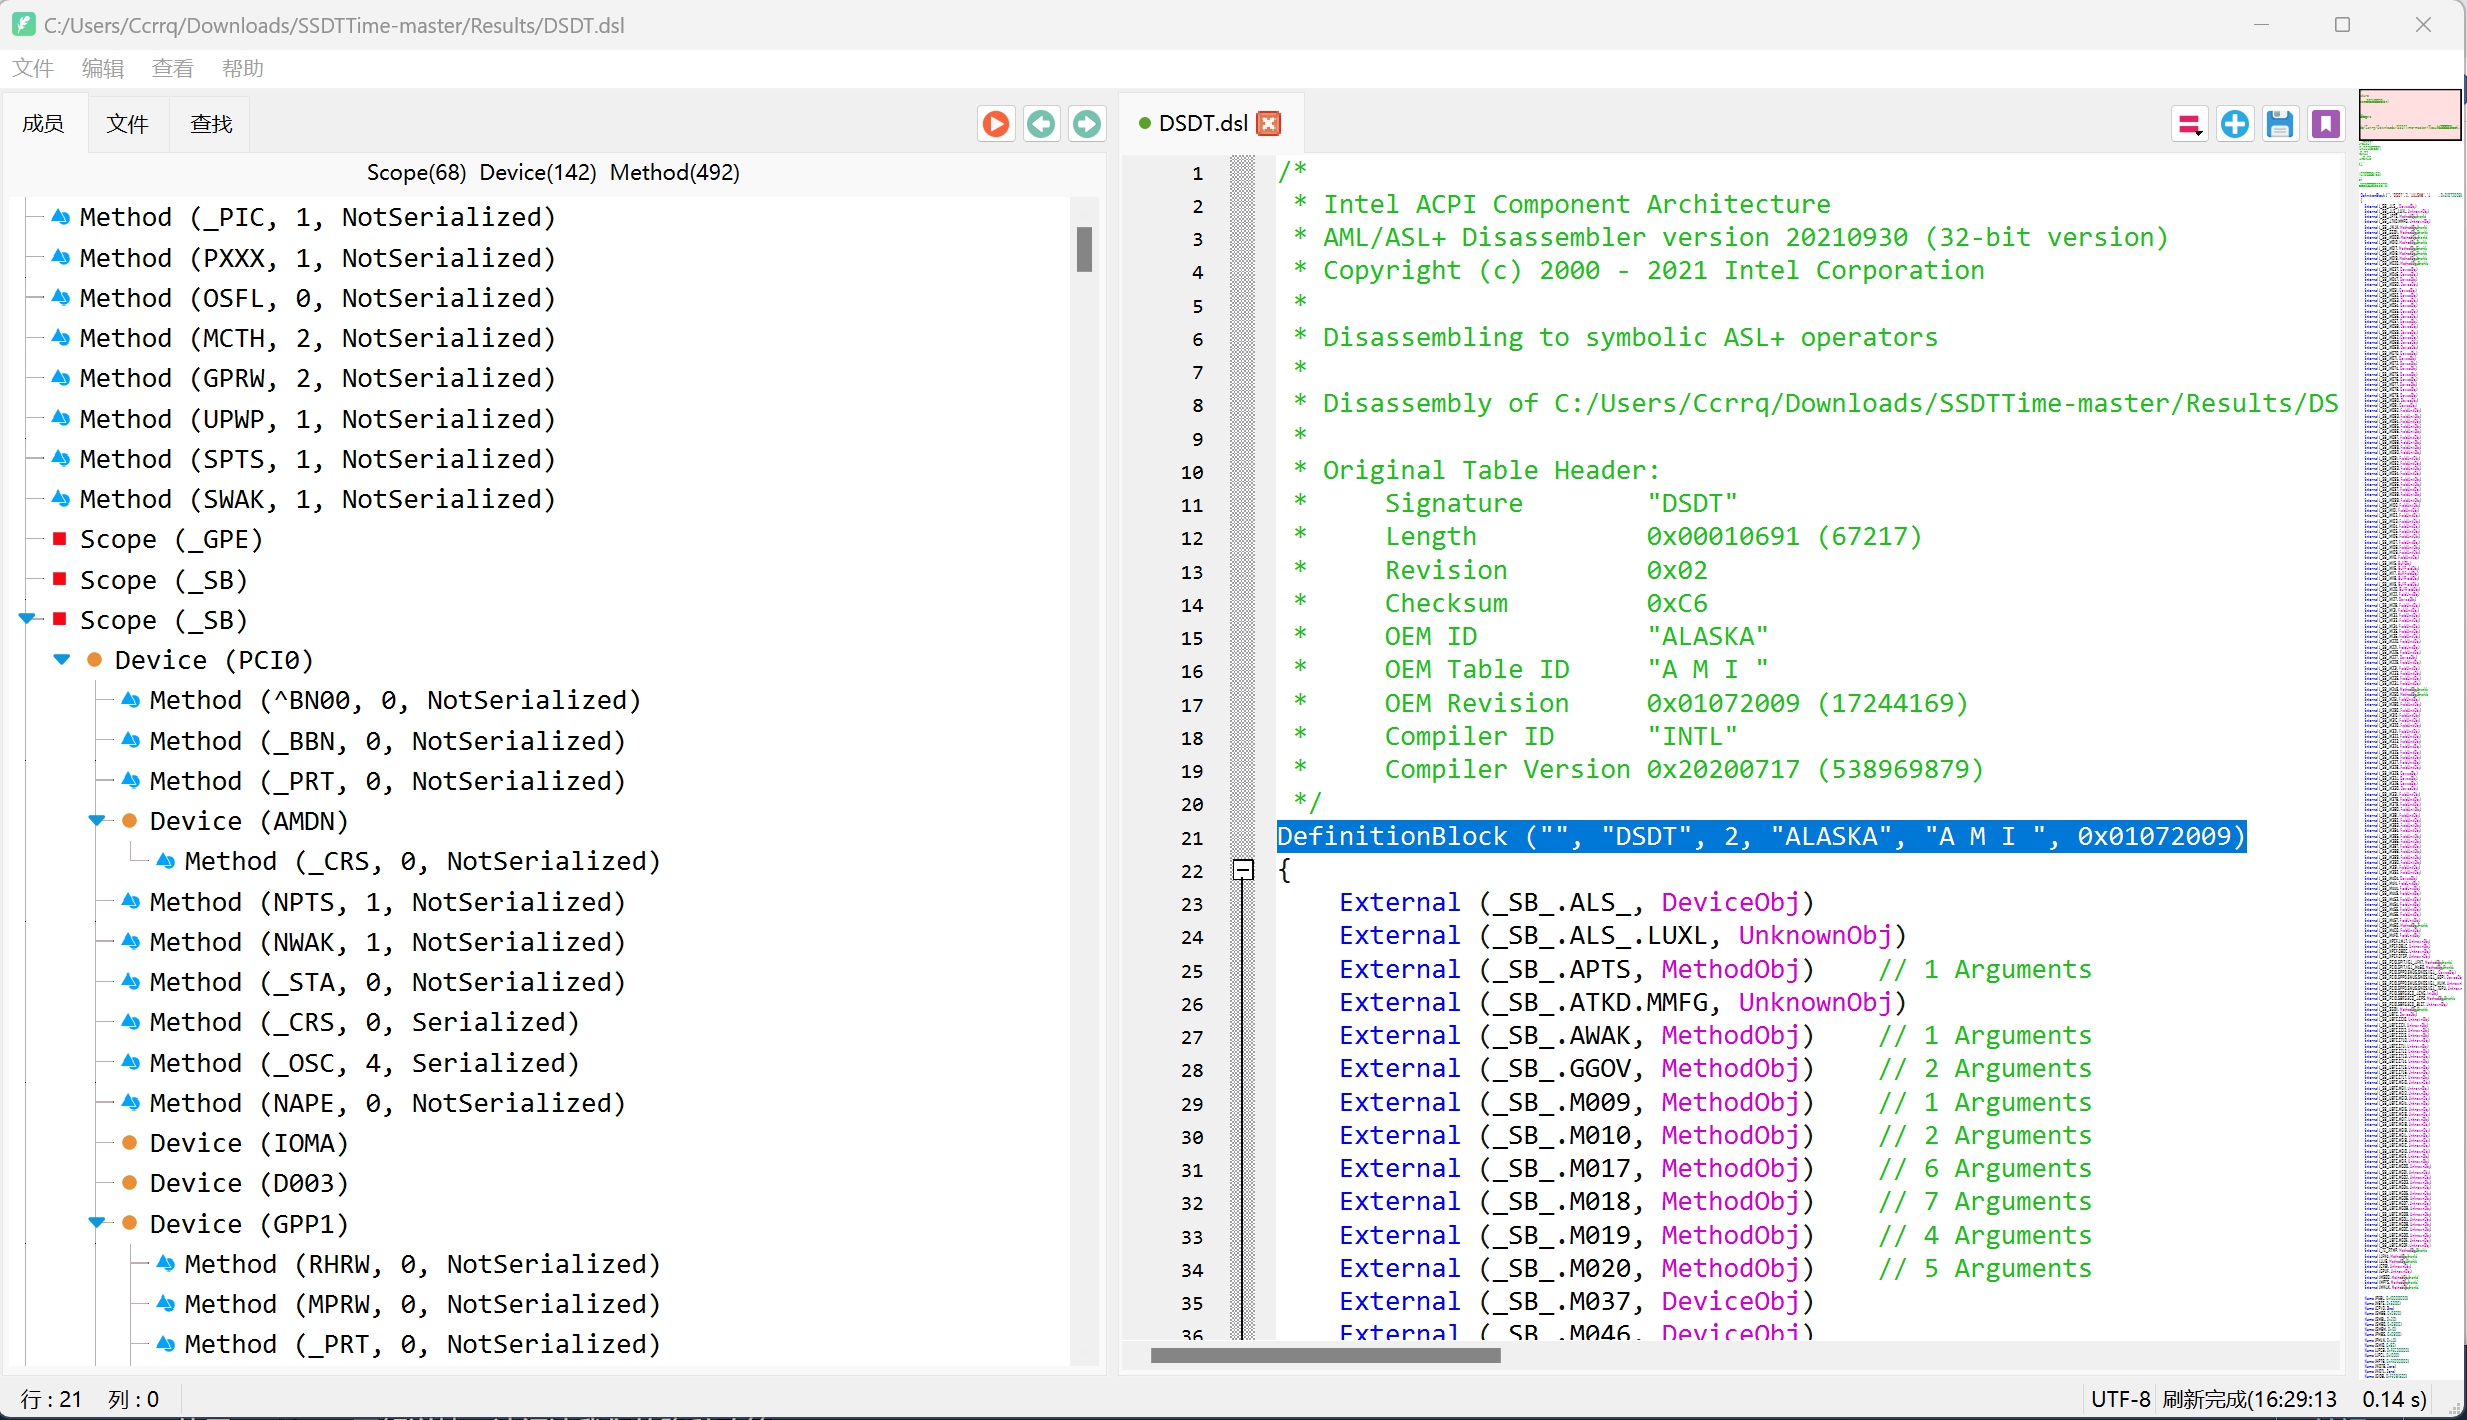 C:/Users/Ccrrq/Downloads/SSDTTime-master/Results/DSDT.dsl
文件 编辑 查看 帮助
成员 文件 查找
Scope(68) Device(142) Method(492)
Method (_PIC, 1, NotSerialized)
Method (PXXX, 1, NotSerialized)
Method (OSFL, 0, NotSerialized)
Method (MCTH, 2, NotSerialized)
Method (GPRW, 2, NotSerialized)
Method (UPWP, 1, NotSerialized)
Method (SPTS, 1, NotSerialized)
Method (SWAK, 1, NotSerialized)
Scope (_GPE)
Scope (_SB)
Scope (_SB)
Device (PCI0)
Method (^BN00, 0, NotSerialized)
Method (_BBN, 0, NotSerialized)
Method (_PRT, 0, NotSerialized)
Device (AMDN)
Method (_CRS, 0, NotSerialized)
Method (NPTS, 1, NotSerialized)
Method (NWAK, 1, NotSerialized)
Method (_STA, 0, NotSerialized)
Method (_CRS, 0, Serialized)
Method (_OSC, 4, Serialized)
Method (NAPE, 0, NotSerialized)
Device (IOMA)
Device (D003)
Device (GPP1)
Method (RHRW, 0, NotSerialized)
Method (MPRW, 0, NotSerialized)
Method (_PRT, 0, NotSerialized)
DSDT.dsl
1 /*
2 * Intel ACPI Component Architecture
3 * AML/ASL+ Disassembler version 20210930 (32-bit version)
4 * Copyright (c) 2000 - 2021 Intel Corporation
5 *
6 * Disassembling to symbolic ASL+ operators
7 *
8 * Disassembly of C:/Users/Ccrrq/Downloads/SSDTTime-master/Results/DS
9 *
10 * Original Table Header:
11 * Signature "DSDT"
12 * Length 0x00010691 (67217)
13 * Revision 0x02
14 * Checksum 0xC6
15 * OEM ID "ALASKA"
16 * OEM Table ID "A M I "
17 * OEM Revision 0x01072009 (17244169)
18 * Compiler ID "INTL"
19 * Compiler Version 0x20200717 (538969879)
20 */
21 DefinitionBlock ("", "DSDT", 2, "ALASKA", "A M I ", 0x01072009)
22 {
23 External (_SB_.ALS_, DeviceObj)
24 External (_SB_.ALS_.LUXL, UnknownObj)
25 External (_SB_.APTS, MethodObj) // 1 Arguments
26 External (_SB_.ATKD.MMFG, UnknownObj)
27 External (_SB_.AWAK, MethodObj) // 1 Arguments
28 External (_SB_.GGOV, MethodObj) // 2 Arguments
29 External (_SB_.M009, MethodObj) // 1 Arguments
30 External (_SB_.M010, MethodObj) // 2 Arguments
31 External (_SB_.M017, MethodObj) // 6 Arguments
32 External (_SB_.M018, MethodObj) // 7 Arguments
33 External (_SB_.M019, MethodObj) // 4 Arguments
34 External (_SB_.M020, MethodObj) // 5 Arguments
35 External (_SB_.M037, DeviceObj)
36 External (_SB_.M046, DeviceObj)
行 : 21 列 : 0
UTF-8 刷新完成(16:29:13 0.14 s)